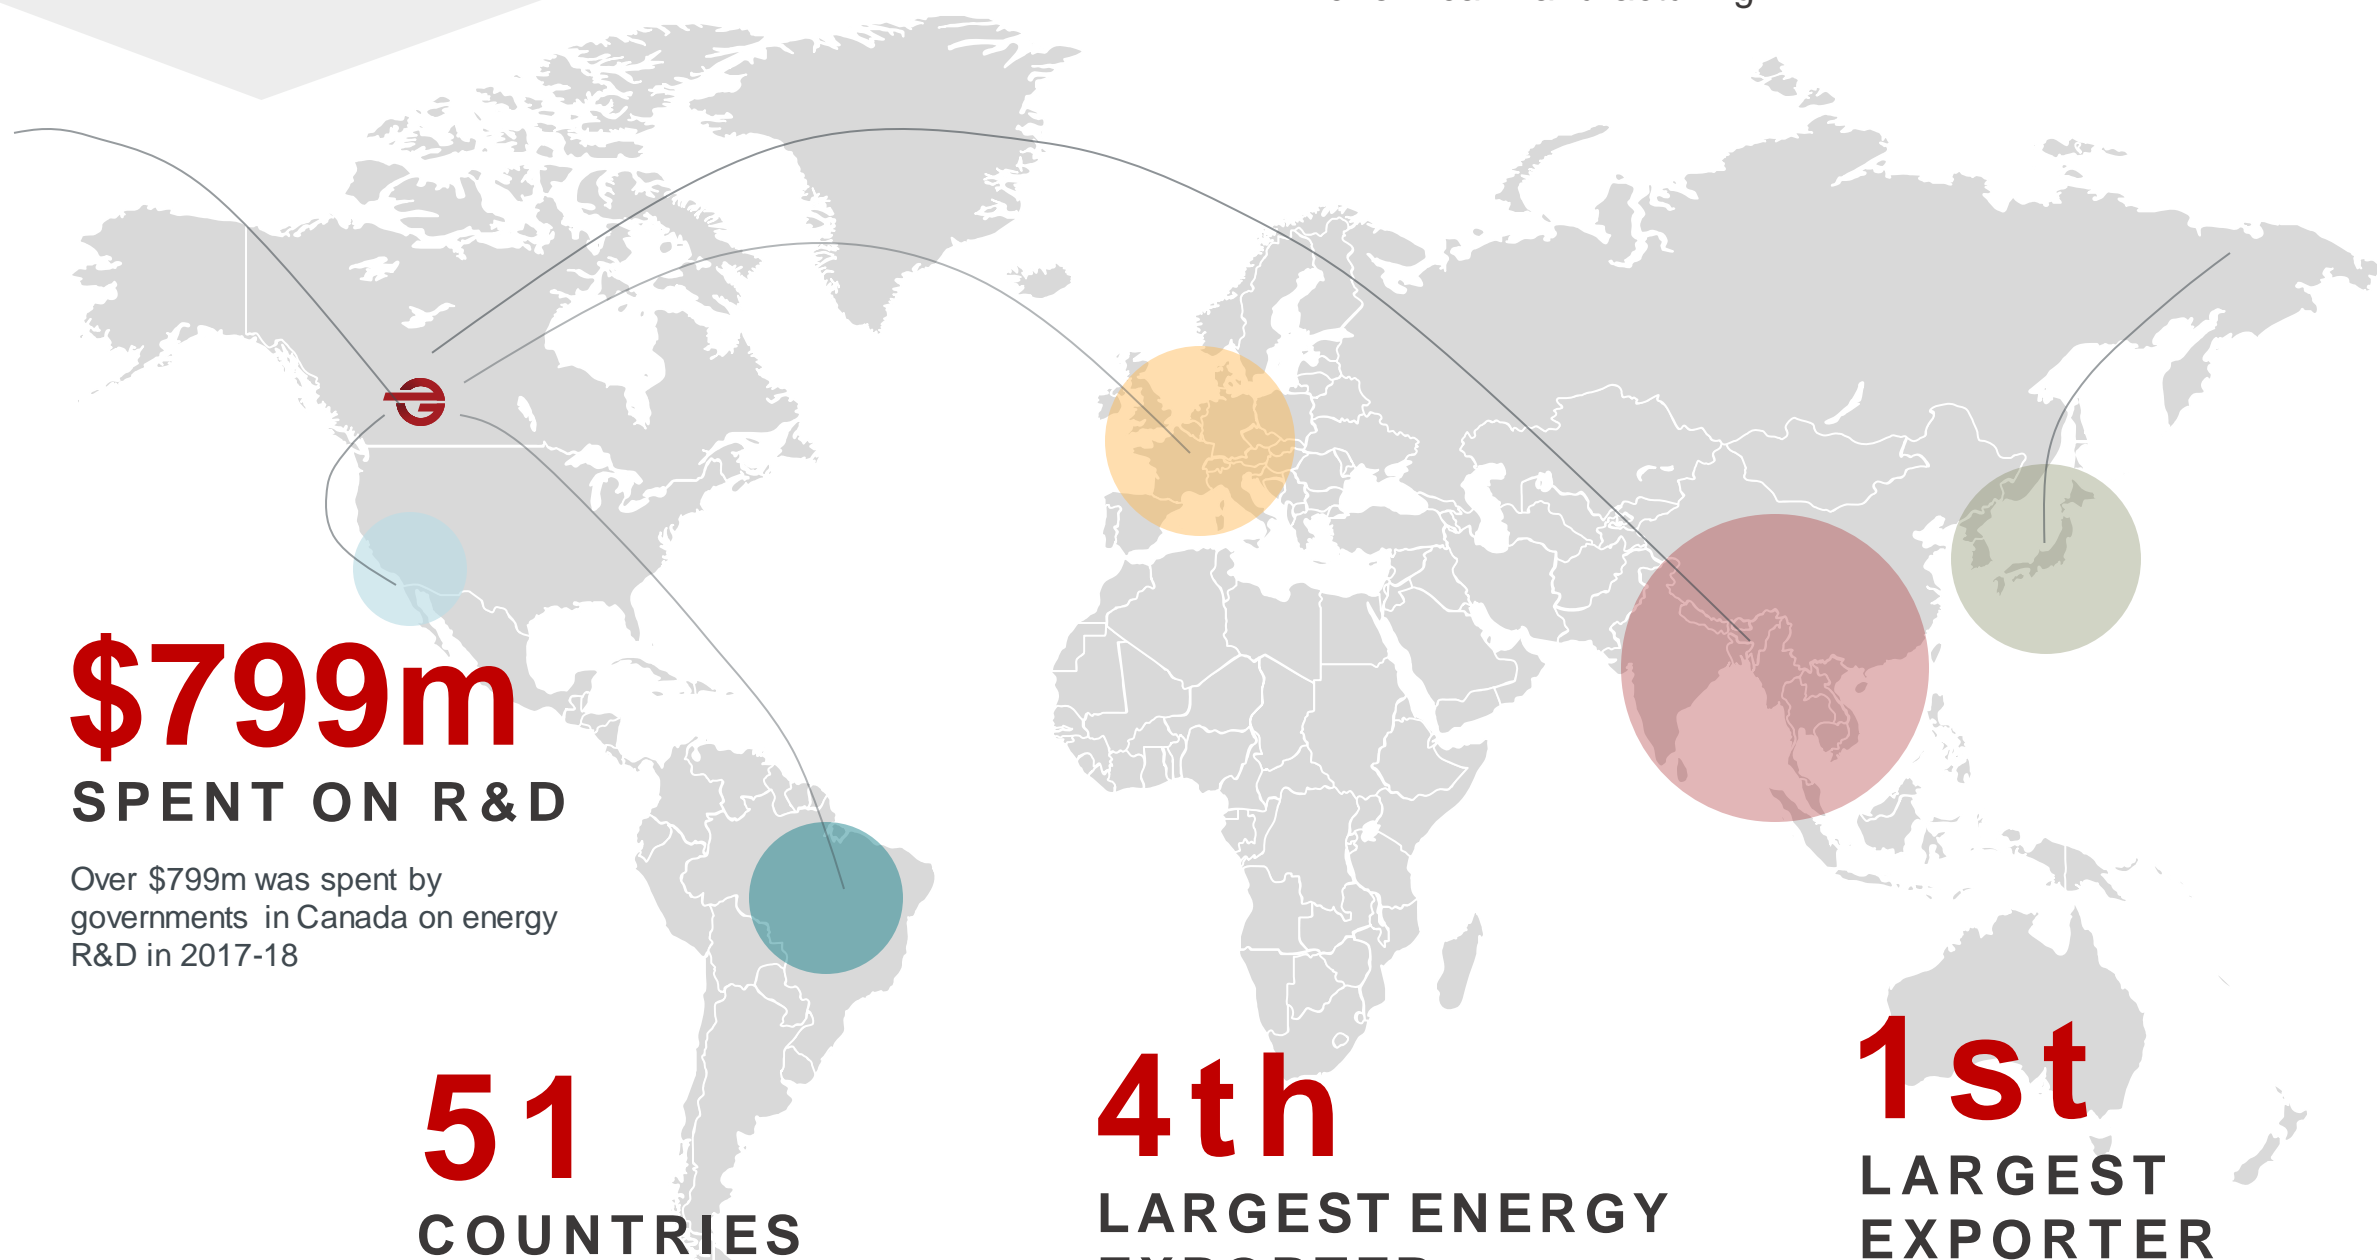 $799m
SPENT ON R&D
Over $799m was spent by
governments in Canada on energy
R&D in 2017-18
51
COUNTRIES
4th
LARGEST ENERGY
1st
LARGEST
EXPORTER